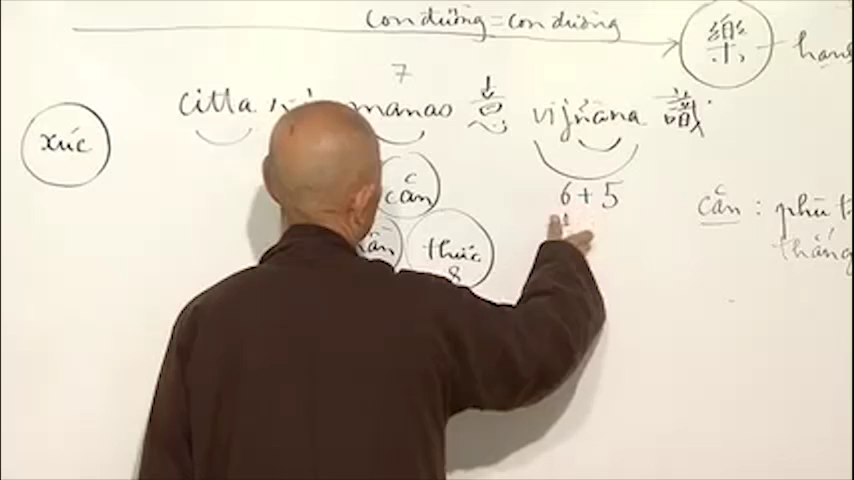 con đường = con đường
樂
hạnh
7
citta manas 意 vijñana 識
xúc
căn
6 + 5
căn : phù t
thức
thắng
8